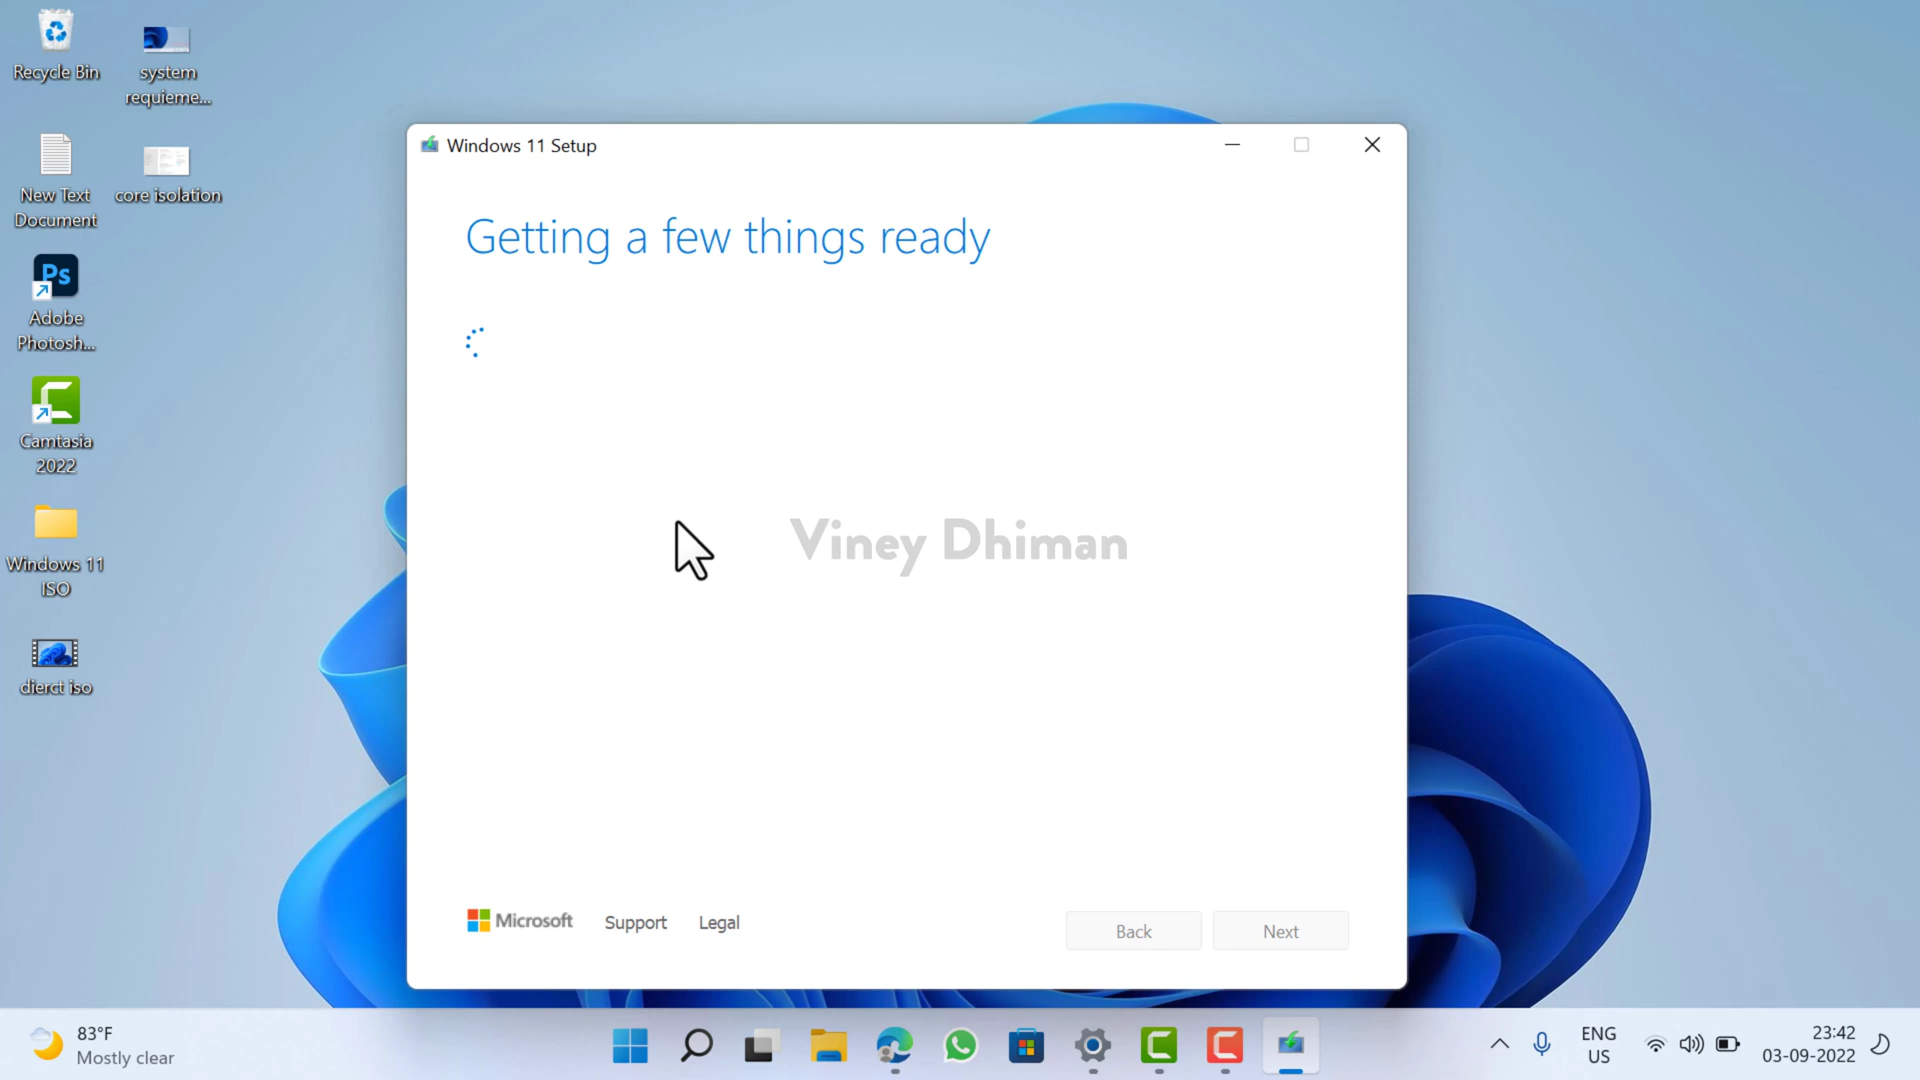 Recycle Bin
system
requieme...
New Text
Document
core isolation
Ps
Adobe
Photosh...
Camtasia
2022
Windows 11
ISO
dierct iso
Windows 11 Setup
Getting a few things ready
Viney Dhiman
Microsoft
Support
Legal
Back
Next
83°F
Mostly clear
ENG
US
23:42
03-09-2022